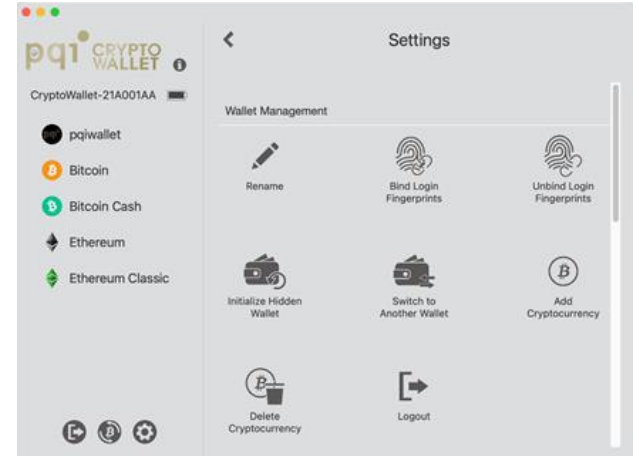 pqi CRYPTO
WALLET
CryptoWallet-21A001AA
pqiwallet
Bitcoin
Bitcoin Cash
Ethereum
Ethereum Classic
Settings
Wallet Management
Rename
Bind Login
Fingerprints
Unbind Login
Fingerprints
Initialize Hidden
Wallet
Switch to
Another Wallet
Add
Cryptocurrency
Delete
Cryptocurrency
Logout